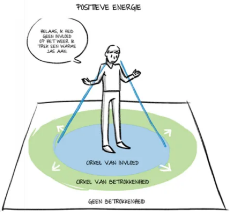 POSITIEVE ENERGIE
HELAAS, IK HEB
GEEN INVLOED
OP HET WEER. IK
TREK EEN WARME
JAS AAN.
CIRKEL VAN INVLOED
CIRKEL VAN BETROKKENHEID
GEEN BETROKKENHEID